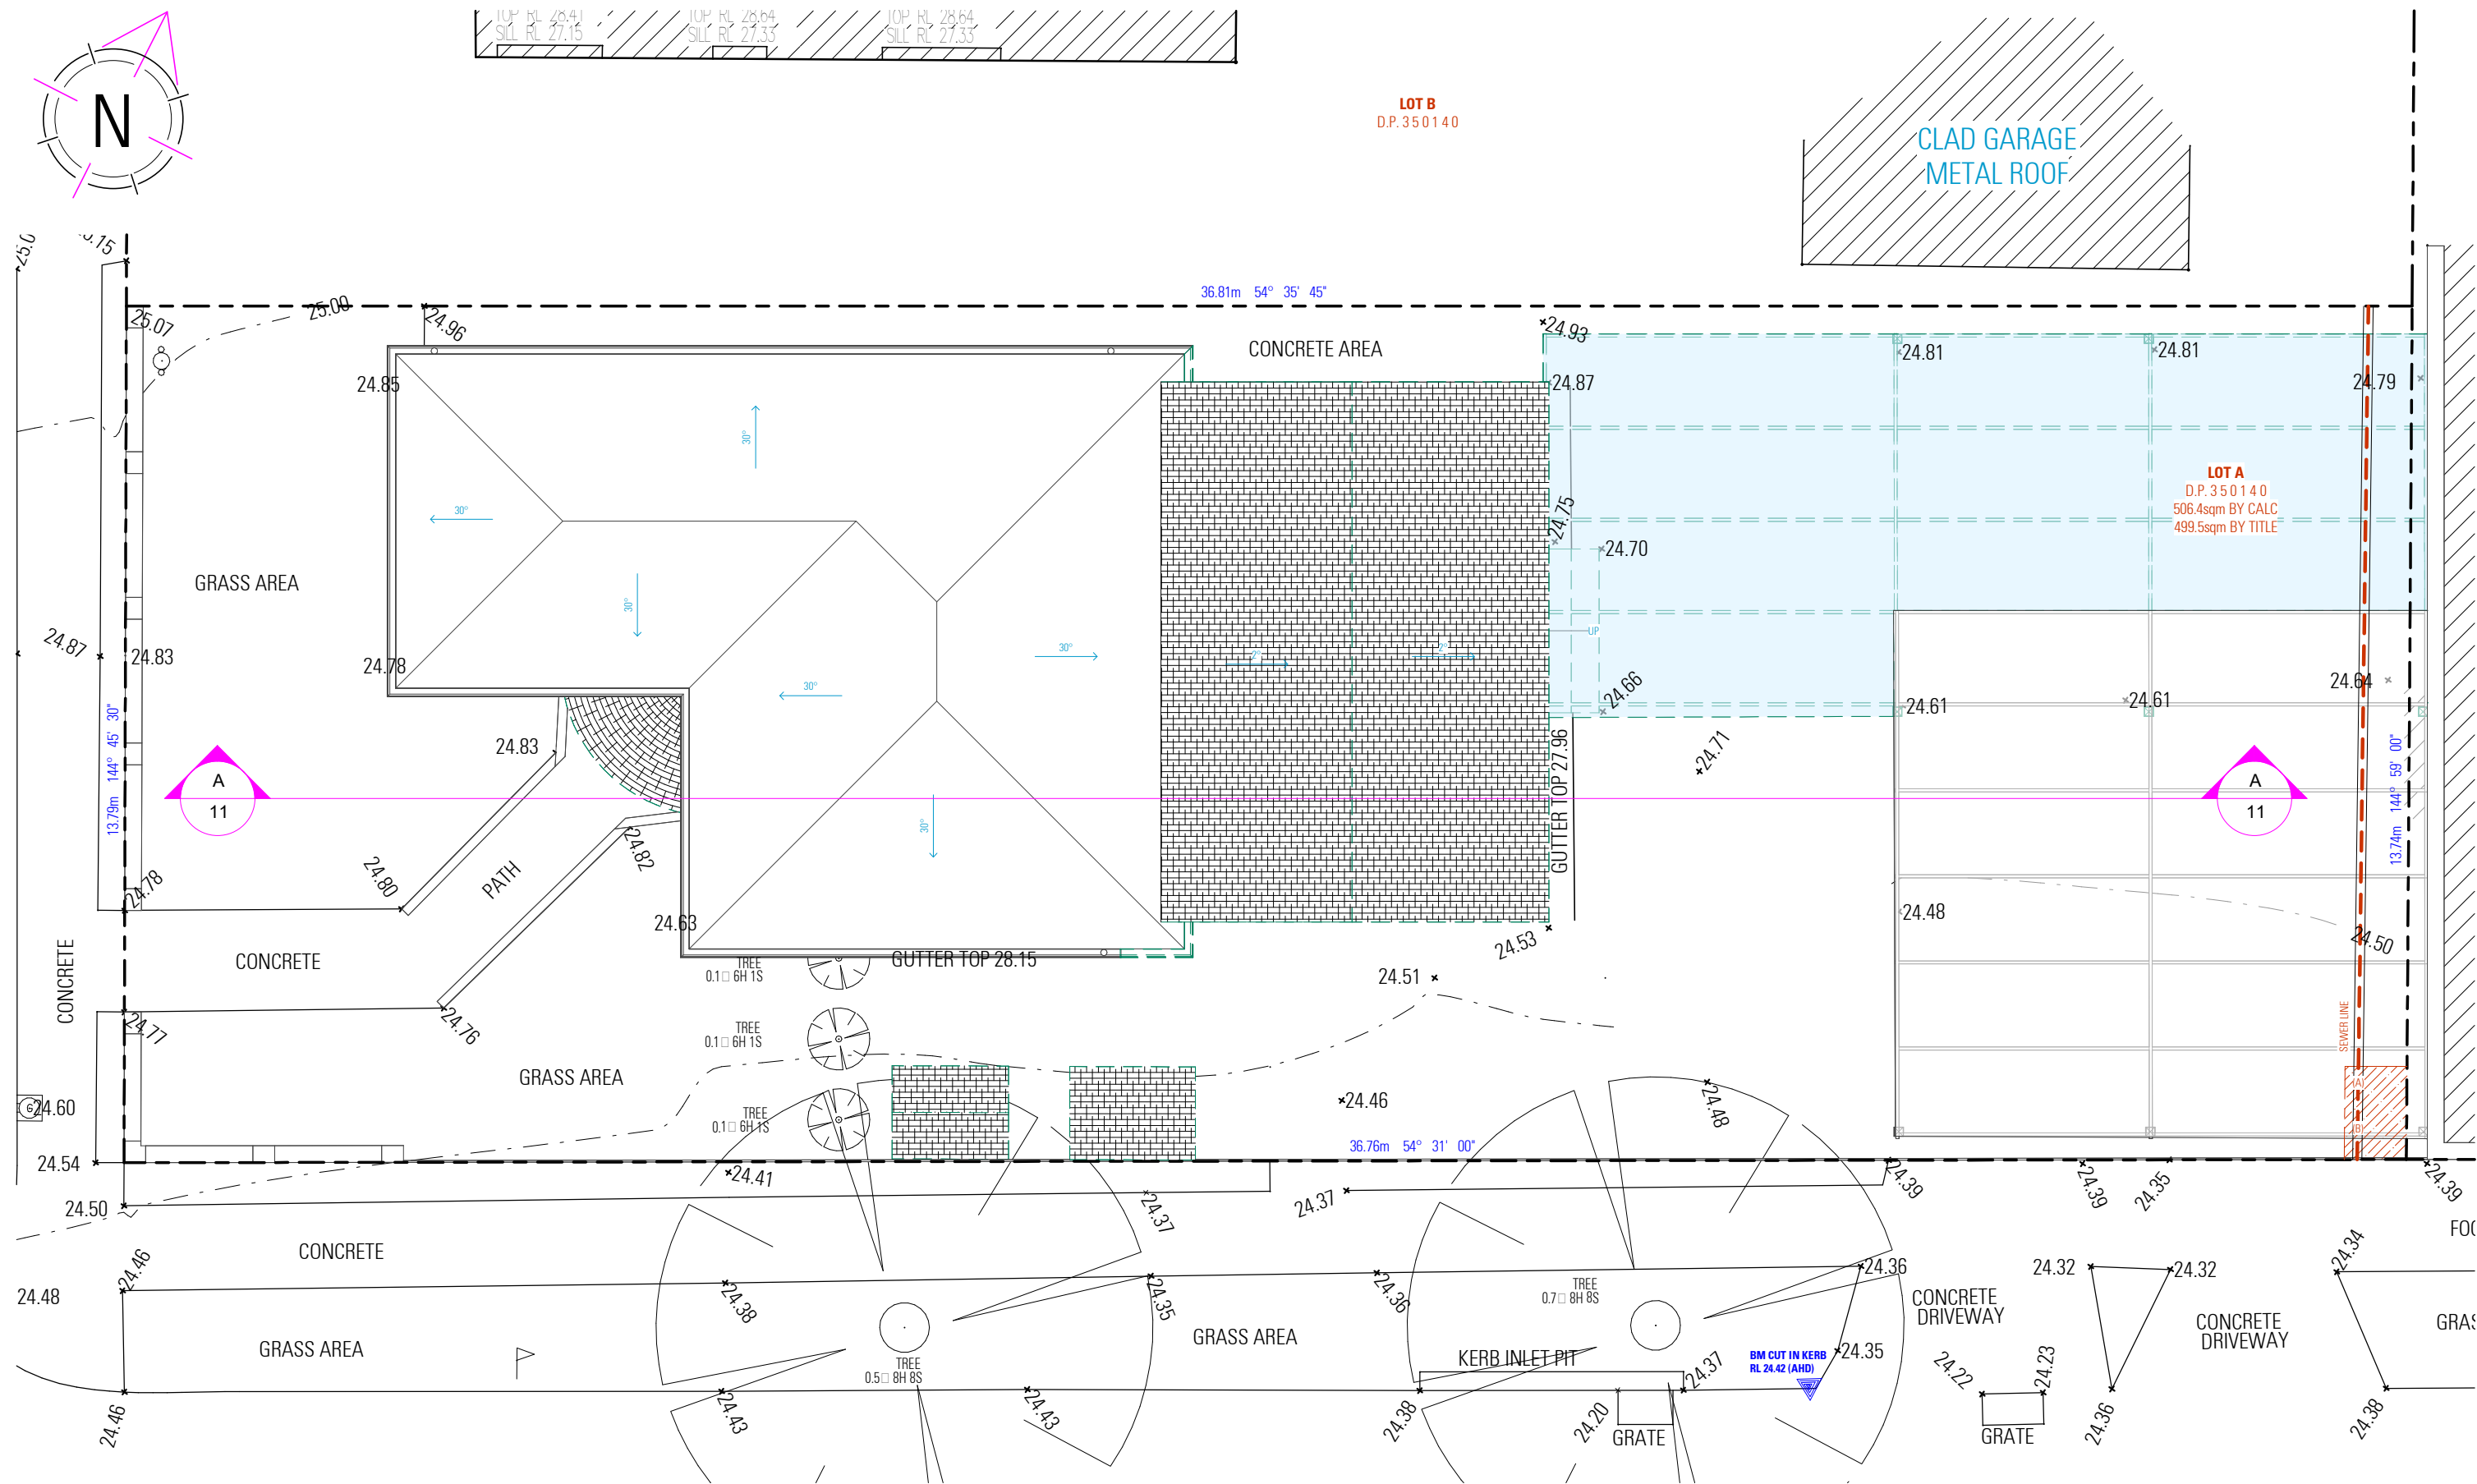 TOP RL 28.41
SILL RL 27.15
TOP RL 28.64
SILL RL 27.33
TOP RL 28.64
SILL RL 27.33
N
LOT B
D.P. 350140
CLAD GARAGE
METAL ROOF
25.07
25.00
24.96
36.81m 54° 35' 45"
CONCRETE AREA
24.93
24.87
24.81
24.81
24.79
24.85
30°
30°
30°
30°
30°
30°
2°
2°
LOT A
D.P. 350140
506.4sqm BY CALC
499.5sqm BY TITLE
24.75
24.70
UP
24.66
GRASS AREA
24.87
24.83
24.78
24.61
24.61
24.64
13.79m 144° 45' 30"
24.83
A
11
24.71
GUTTER TOP 27.96
A
11
13.74m 144° 59' 00"
24.82
24.80
PATH
24.78
24.63
24.48
24.50
24.53
CONCRETE
CONCRETE
GUTTER TOP 28.15
TREE
0.1 6H 1S
24.51
24.77
24.76
TREE
0.1 6H 1S
SEWER LINE
GRASS AREA
(A)
G
24.60
TREE
0.1 6H 1S
24.46
24.48
(B)
36.76m 54° 31' 00"
24.54
24.41
24.50
24.37
24.37
24.39
24.39
24.35
24.39
CONCRETE
24.46
24.48
24.38
24.35
24.36
TREE
0.7 8H 8S
24.36
24.32
24.32
24.34
CONCRETE
DRIVEWAY
CONCRETE
DRIVEWAY
GRASS AREA
GRASS AREA
TREE
0.5 8H 8S
KERB INLET PIT
BM CUT IN KERB
RL 24.42 (AHD)
24.35
24.37
24.22
24.23
24.46
24.43
24.43
24.38
24.20
GRATE
GRATE
24.36
24.38